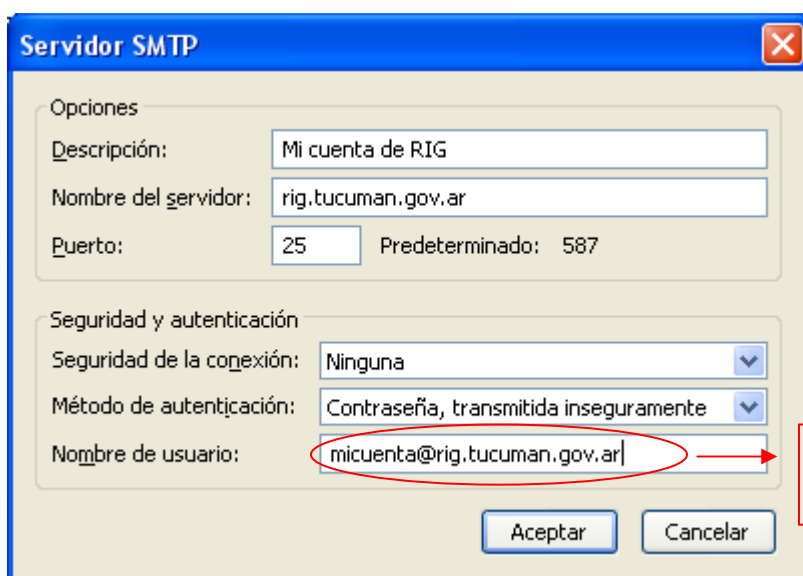 Servidor SMTP
Opciones
Descripción: Mi cuenta de RIG
Nombre del servidor: rig.tucuman.gov.ar
Puerto: 25 Predeterminado: 587
Seguridad y autenticación
Seguridad de la conexión: Ninguna
Método de autenticación: Contraseña, transmitida inseguramente
Nombre de usuario: micuenta@rig.tucuman.gov.ar
Aceptar Cancelar